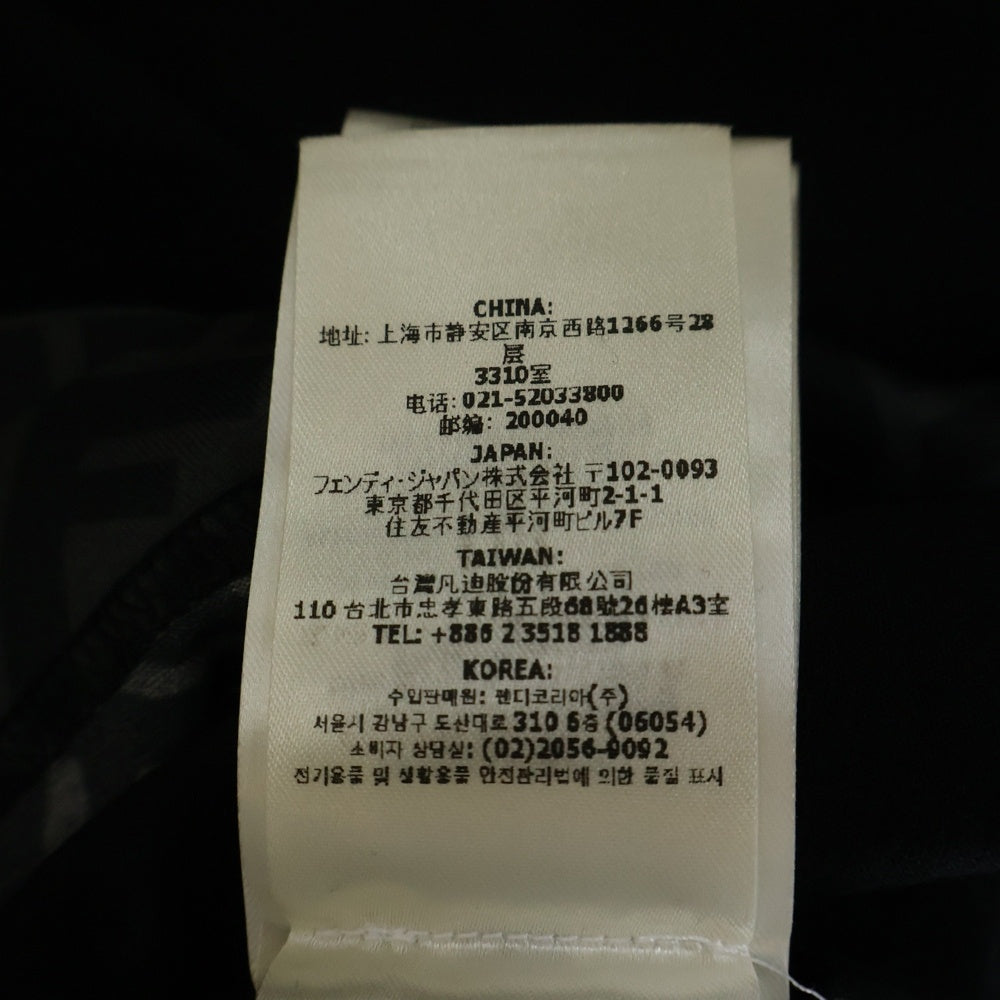 CHINA:
地址: 上海市静安区南京西路1266号28
层
3310室
电话: 021-52033800
邮编: 200040
JAPAN:
フェンディ・ジャパン株式会社 〒102-0093
東京都千代田区平河町2-1-1
住友不動産平河町ビル7F
TAIWAN:
台灣凡迪股份有限公司
110 台北市忠孝東路五段68號26樓A3室
TEL: +886 2 3518 1888
KOREA:
수입판매원: 펜디코리아(주)
서울시 강남구 도산대로 310 6층 (06054)
소비자 상담실: (02)2056-9092
전기용품 및 생활용품 안전관리법에 의한 품질 표시